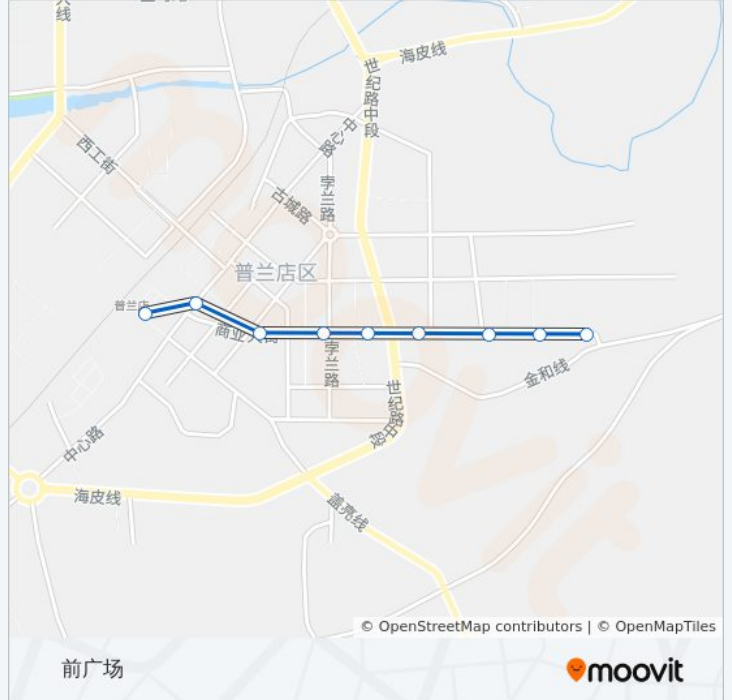 海皮线
世纪路中段
中心路
西工街
孛兰路
古城路
普兰店区
普兰店
商业大街
孛兰路
金和线
世纪路中段
中心路
海皮线
盖亮线
© OpenStreetMap contributors | © OpenMapTiles
前广场
moovit